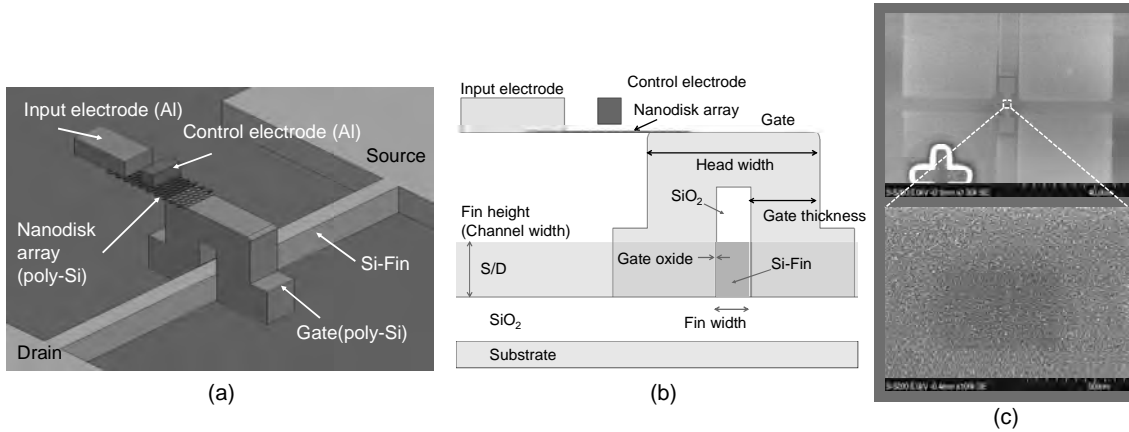 Input electrode (Al)
Control electrode (Al)
Source
Nanodisk
array
(poly-Si)
Si-Fin
Gate(poly-Si)
Drain
(a)
Control electrode
Input electrode
Nanodisk array
Gate
Head width
SiO2
Gate thickness
Fin height
(Channel width)
S/D
Gate oxide
Si-Fin
SiO2
Fin width
Substrate
(b)
(c)